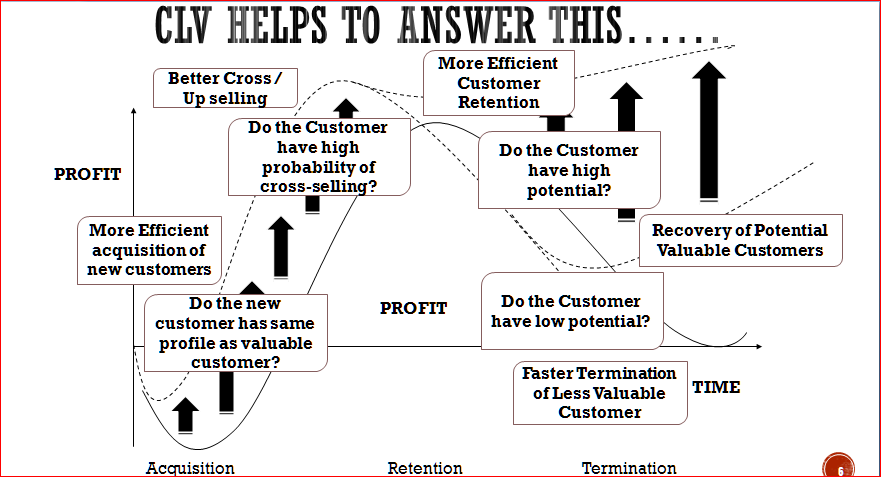 CLV HELPS TO ANSWER THIS......
Better Cross /
Up selling
More Efficient
Customer
Retention
Do the Customer
have high
probability of
cross-selling?
Do the Customer
have high
potential?
PROFIT
More Efficient
acquisition of
new customers
Recovery of Potential
Valuable Customers
Do the new
customer has same
profile as valuable
customer?
PROFIT
Do the Customer
have low potential?
Faster Termination
of Less Valuable
Customer
TIME
Acquisition
Retention
Termination
6